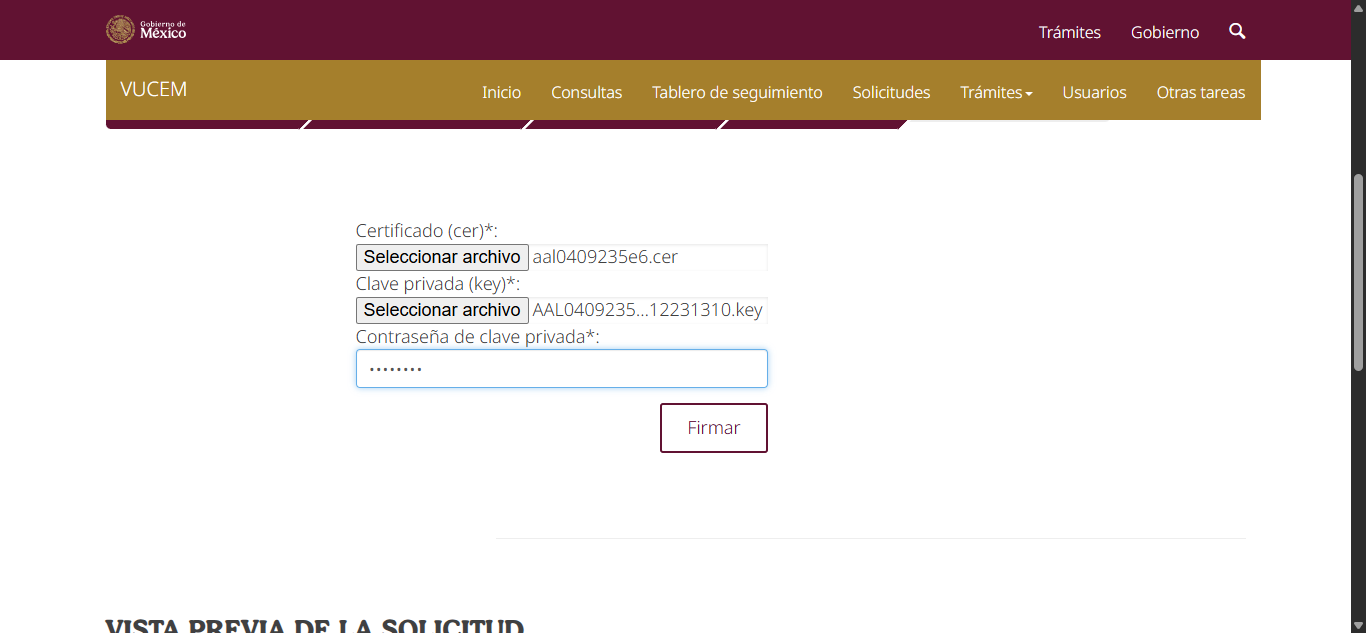 Gobierno de
México
Trámites Gobierno
VUCEM Inicio Consultas Tablero de seguimiento Solicitudes Trámites Usuarios Otras tareas
Certificado (cer)*:
Seleccionar archivo aal0409235e6.cer
Clave privada (key)*:
Seleccionar archivo AAL0409235...12231310.key
Contraseña de clave privada*:
••••••••
Firmar
VISTA PREVIA DE LA SOLICITUD